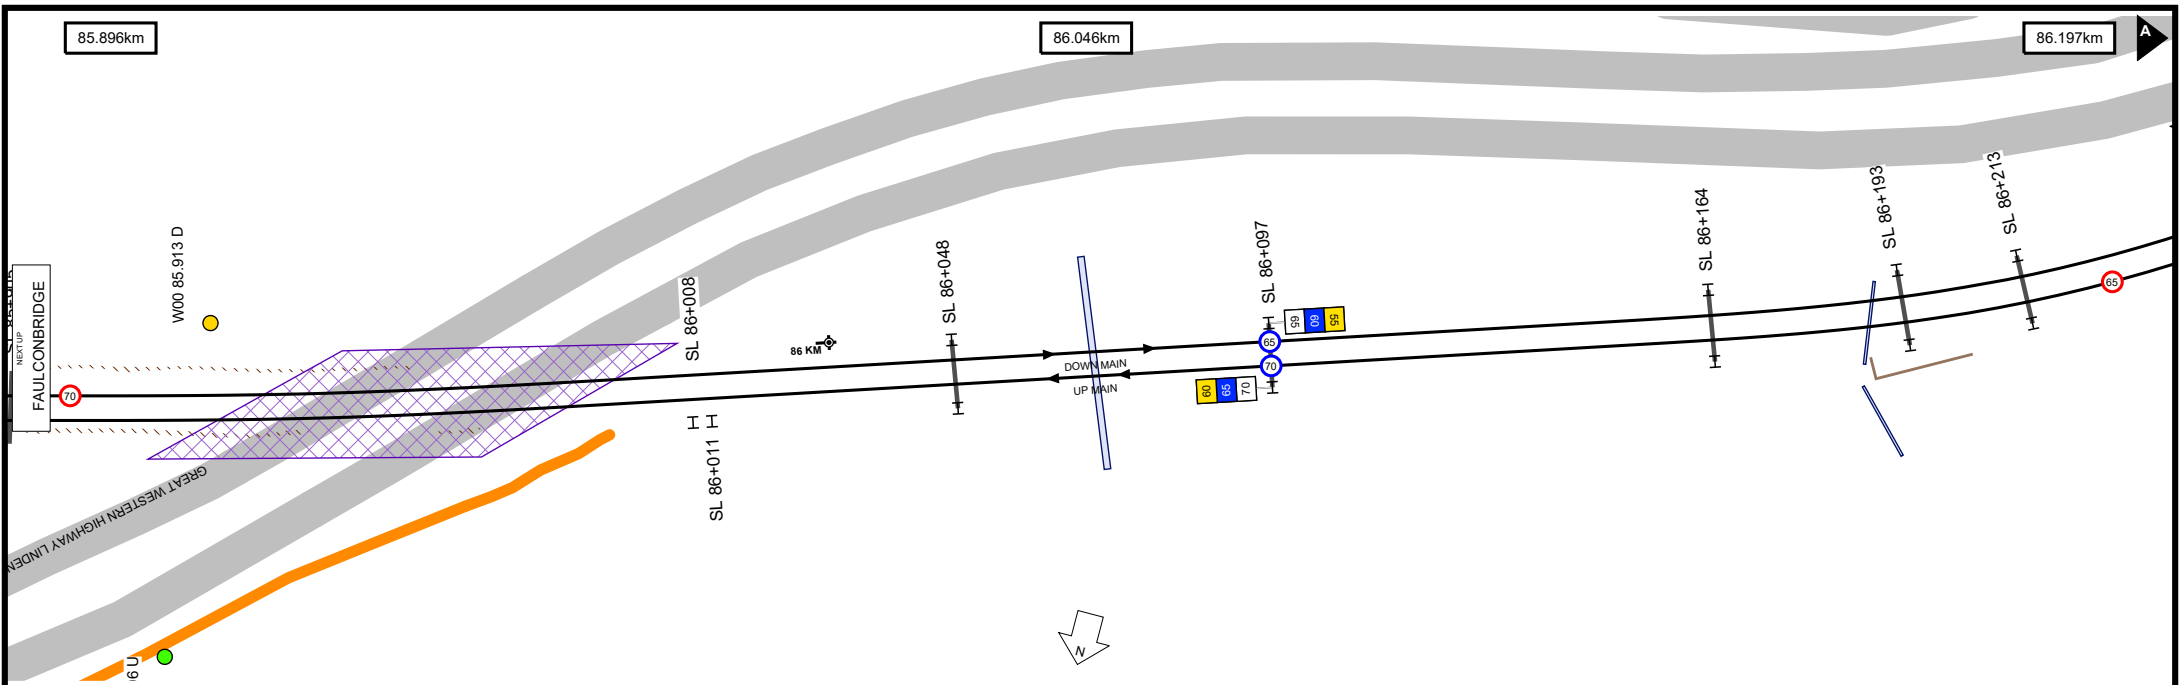 85.896km
86.046km
86.197km
A
W00 85.913 D
NEXT UP
FAULCONBRIDGE
70
GREAT WESTERN HIGHWAY LINDEN
SL 86+008
SL 86+011
86 KM
SL 86+048
DOWN MAIN
UP MAIN
SL 86+097
65 60 55
65
70
60 65 70
SL 86+164
SL 86+193
SL 86+213
65
N
6 U